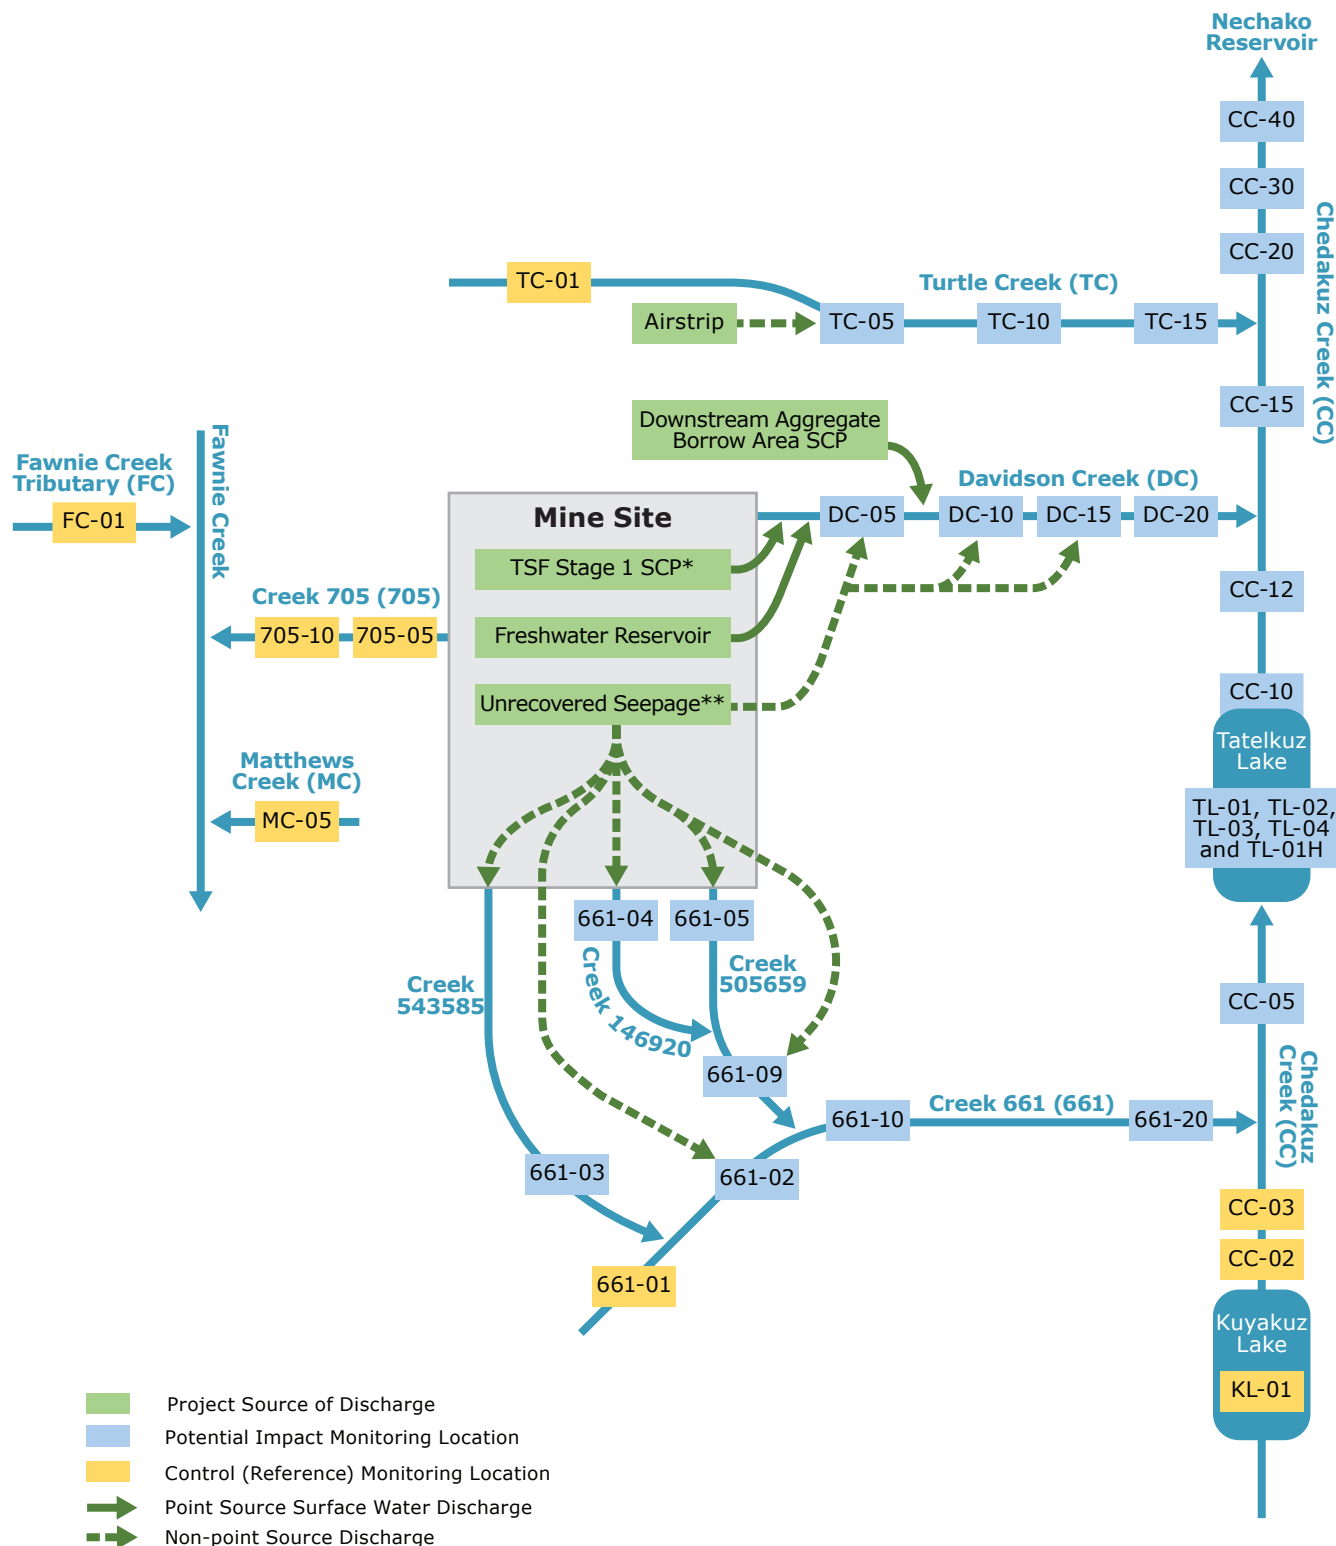 Nechako
Reservoir
CC-40
CC-30
CC-20
Chedakuz Creek (CC)
TC-01
Turtle Creek (TC)
Airstrip
TC-05
TC-10
TC-15
CC-15
Downstream Aggregate
Borrow Area SCP
Fawnie Creek
Tributary (FC)
FC-01
Fawnie Creek
Davidson Creek (DC)
Mine Site
DC-05
DC-10
DC-15
DC-20
TSF Stage 1 SCP*
Freshwater Reservoir
Unrecovered Seepage**
Creek 705 (705)
705-10
705-05
CC-12
CC-10
Tatelkuz
Lake
TL-01, TL-02,
TL-03, TL-04
and TL-01H
Matthews
Creek (MC)
MC-05
661-04
661-05
Creek
543585
Creek 146920
Creek
505659
CC-05
661-09
Chedakuz
Creek (CC)
Creek 661 (661)
661-10
661-20
661-03
661-02
661-01
CC-03
CC-02
Kuyakuz
Lake
KL-01
Project Source of Discharge
Potential Impact Monitoring Location
Control (Reference) Monitoring Location
Point Source Surface Water Discharge
Non-point Source Discharge